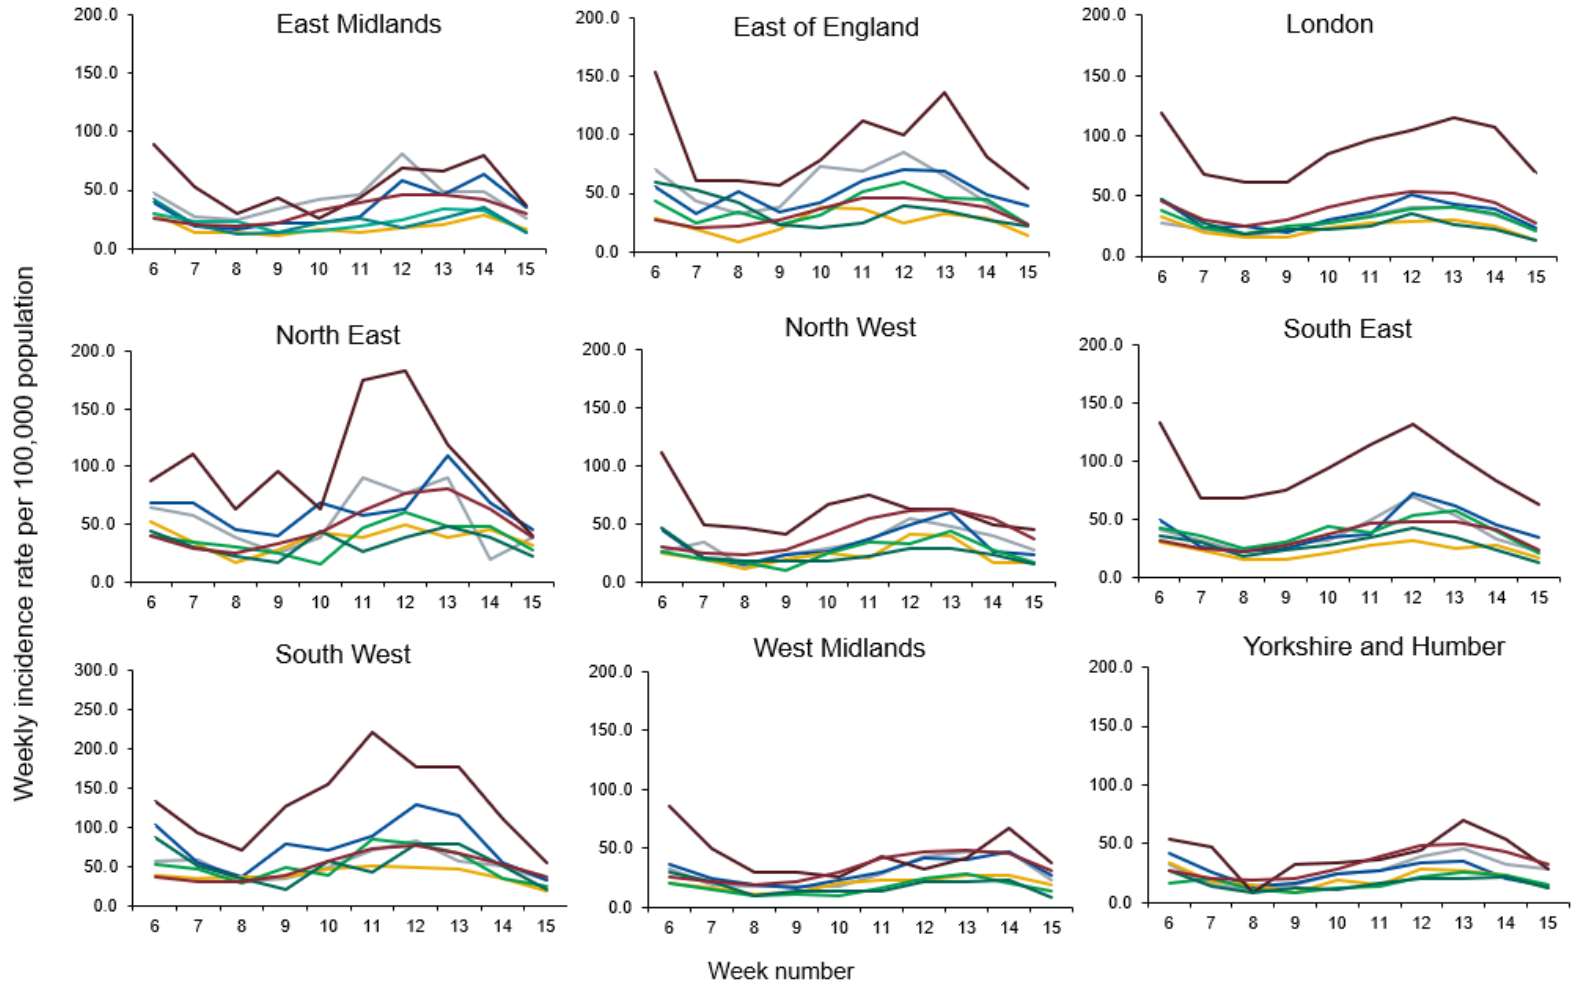 Weekly incidence rate per 100,000 population
East Midlands
200.0
150.0
100.0
50.0
0.0
6 7 8 9 10 11 12 13 14 15
East of England
200.0
150.0
100.0
50.0
0.0
6 7 8 9 10 11 12 13 14 15
London
200.0
150.0
100.0
50.0
0.0
6 7 8 9 10 11 12 13 14 15
North East
200.0
150.0
100.0
50.0
0.0
6 7 8 9 10 11 12 13 14 15
North West
200.0
150.0
100.0
50.0
0.0
6 7 8 9 10 11 12 13 14 15
South East
200.0
150.0
100.0
50.0
0.0
6 7 8 9 10 11 12 13 14 15
South West
300.0
250.0
200.0
150.0
100.0
50.0
0.0
6 7 8 9 10 11 12 13 14 15
West Midlands
200.0
150.0
100.0
50.0
0.0
6 7 8 9 10 11 12 13 14 15
Yorkshire and Humber
200.0
150.0
100.0
50.0
0.0
6 7 8 9 10 11 12 13 14 15
Week number